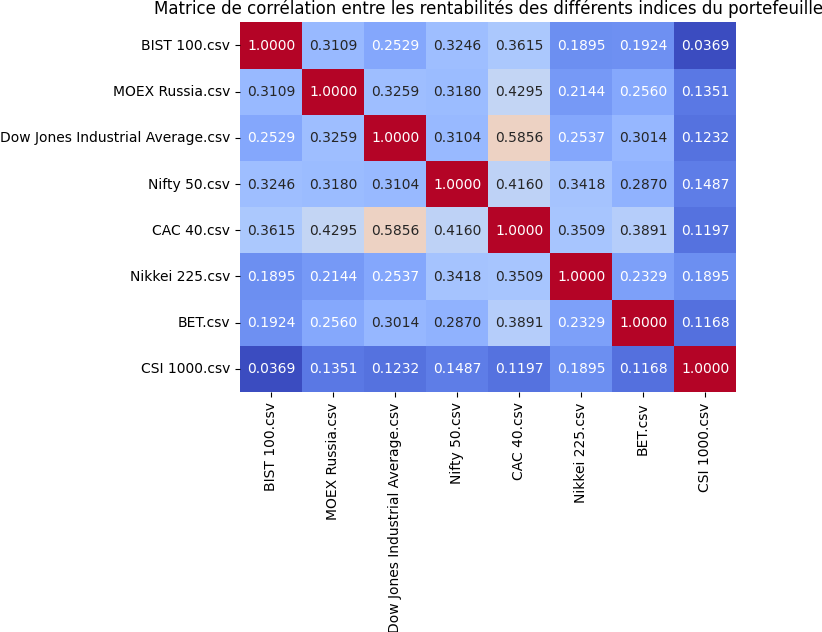 Matrice de corrélation entre les rentabilités des différents indices du portefeuille
BIST 100.csv 1.0000 0.3109 0.2529 0.3246 0.3615 0.1895 0.1924 0.0369
MOEX Russia.csv 0.3109 1.0000 0.3259 0.3180 0.4295 0.2144 0.2560 0.1351
Dow Jones Industrial Average.csv 0.2529 0.3259 1.0000 0.3104 0.5856 0.2537 0.3014 0.1232
Nifty 50.csv 0.3246 0.3180 0.3104 1.0000 0.4160 0.3418 0.2870 0.1487
CAC 40.csv 0.3615 0.4295 0.5856 0.4160 1.0000 0.3509 0.3891 0.1197
Nikkei 225.csv 0.1895 0.2144 0.2537 0.3418 0.3509 1.0000 0.2329 0.1895
BET.csv 0.1924 0.2560 0.3014 0.2870 0.3891 0.2329 1.0000 0.1168
CSI 1000.csv 0.0369 0.1351 0.1232 0.1487 0.1197 0.1895 0.1168 1.0000
BIST 100.csv
MOEX Russia.csv
Dow Jones Industrial Average.csv
Nifty 50.csv
CAC 40.csv
Nikkei 225.csv
BET.csv
CSI 1000.csv